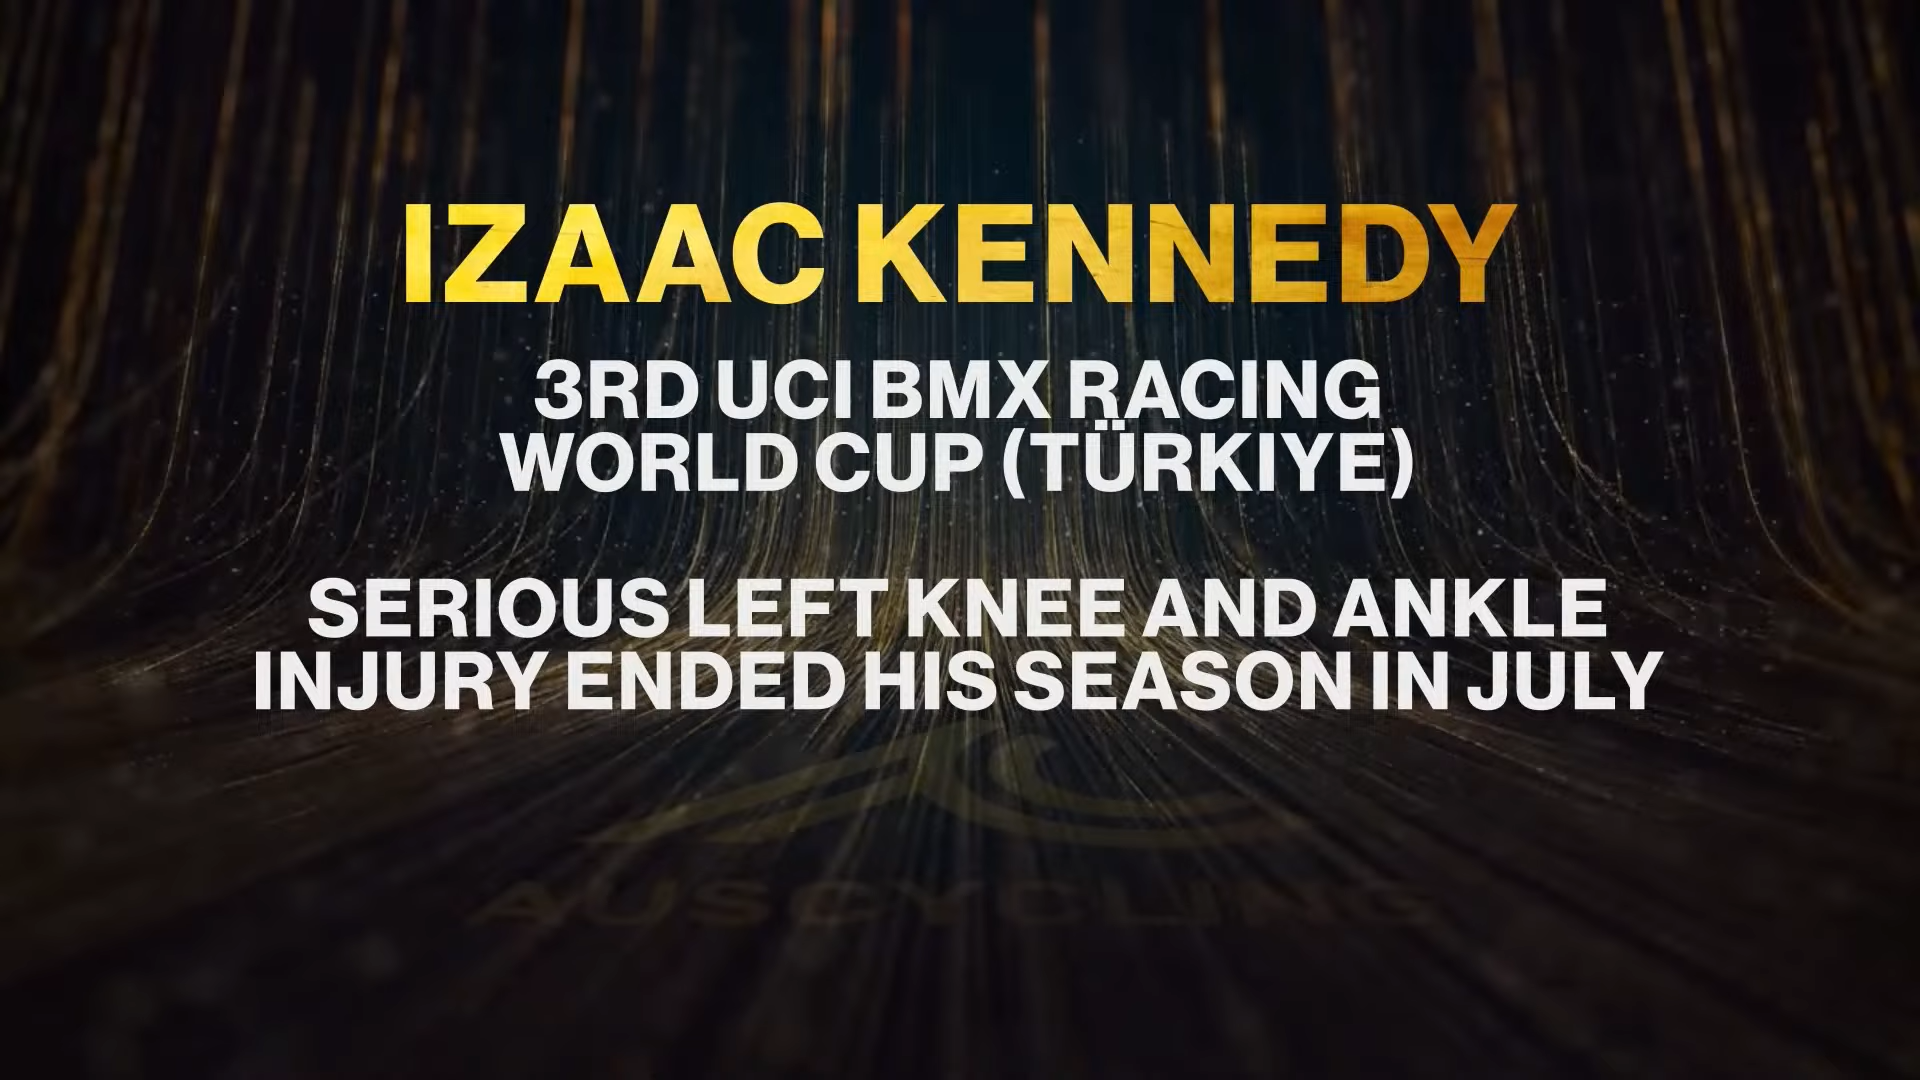 IZAAC KENNEDY
3RD UCI BMX RACING
WORLD CUP (TÜRKIYE)
SERIOUS LEFT KNEE AND ANKLE
INJURY ENDED HIS SEASON IN JULY
AUSCYCLING